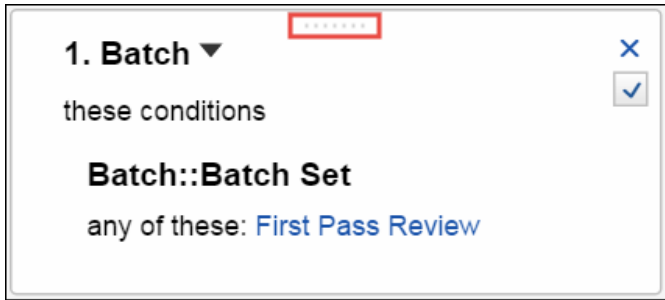 1. Batch
these conditions
Batch::Batch Set
any of these: First Pass Review